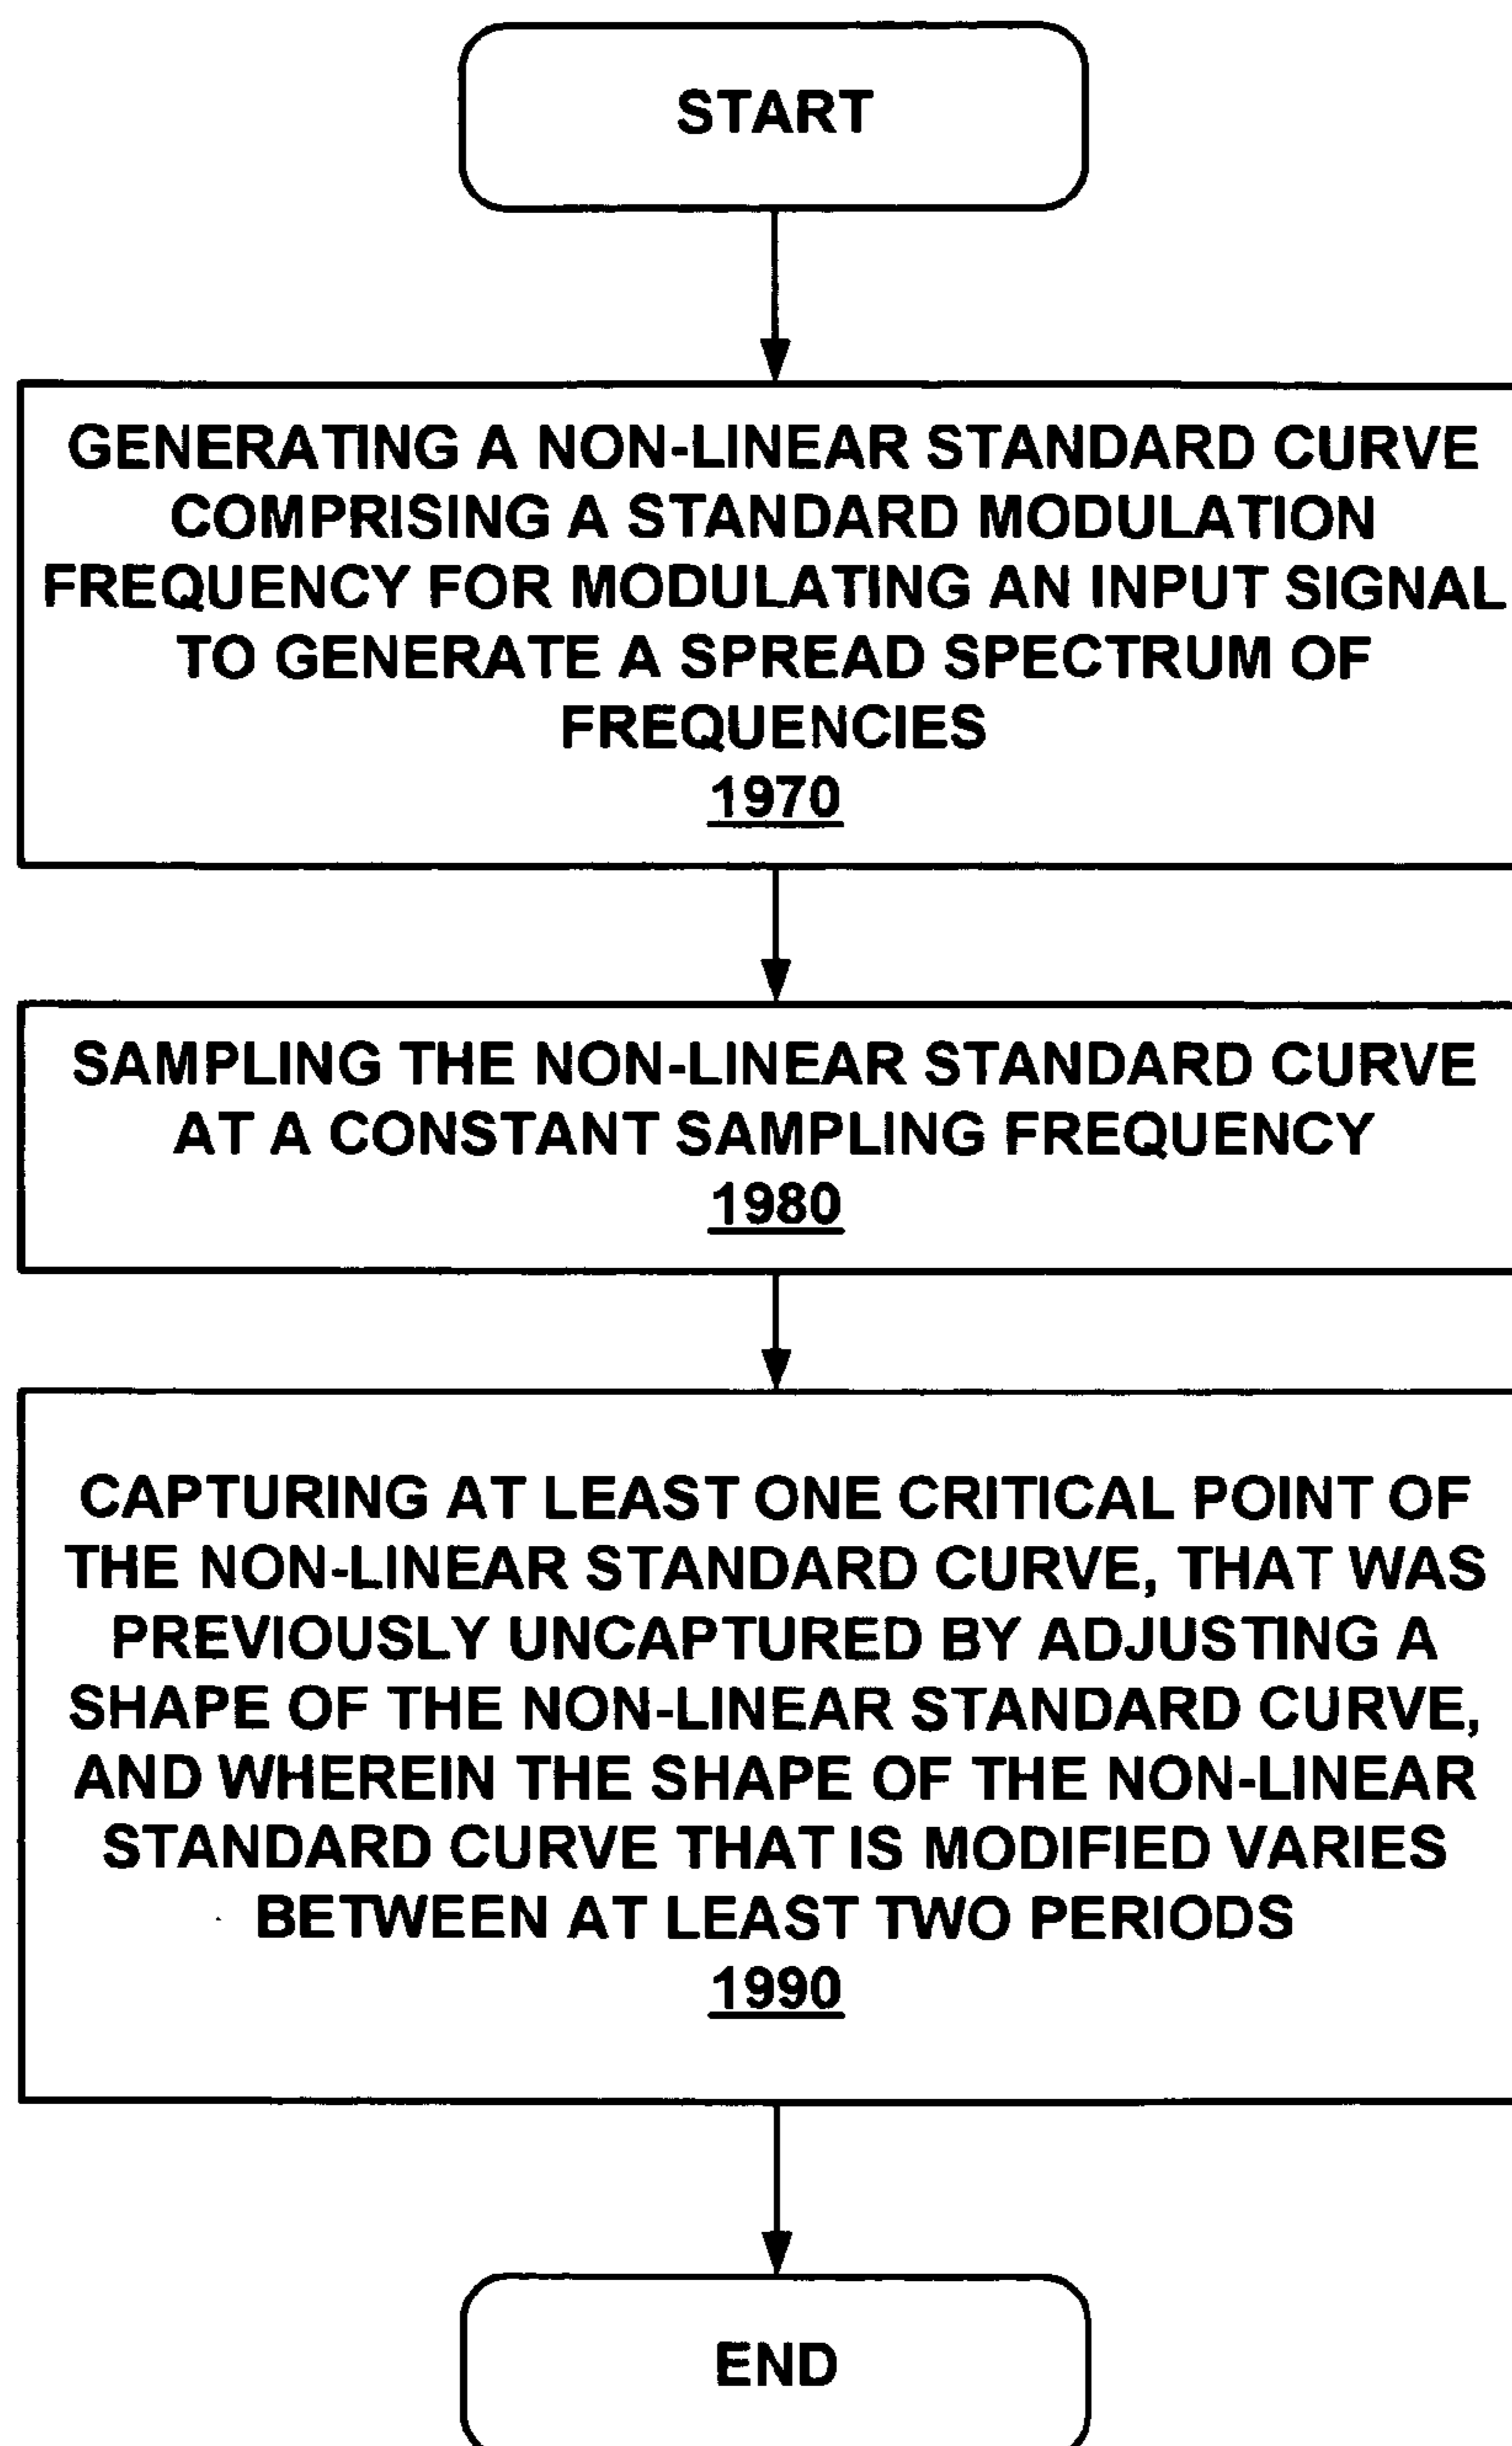 START
GENERATING A NON-LINEAR STANDARD CURVE
COMPRISING A STANDARD MODULATION
FREQUENCY FOR MODULATING AN INPUT SIGNAL
TO GENERATE A SPREAD SPECTRUM OF
FREQUENCIES
1970
SAMPLING THE NON-LINEAR STANDARD CURVE
AT A CONSTANT SAMPLING FREQUENCY
1980
CAPTURING AT LEAST ONE CRITICAL POINT OF
THE NON-LINEAR STANDARD CURVE, THAT WAS
PREVIOUSLY UNCAPTURED BY ADJUSTING A
SHAPE OF THE NON-LINEAR STANDARD CURVE,
AND WHEREIN THE SHAPE OF THE NON-LINEAR
STANDARD CURVE THAT IS MODIFIED VARIES
BETWEEN AT LEAST TWO PERIODS
1990
END